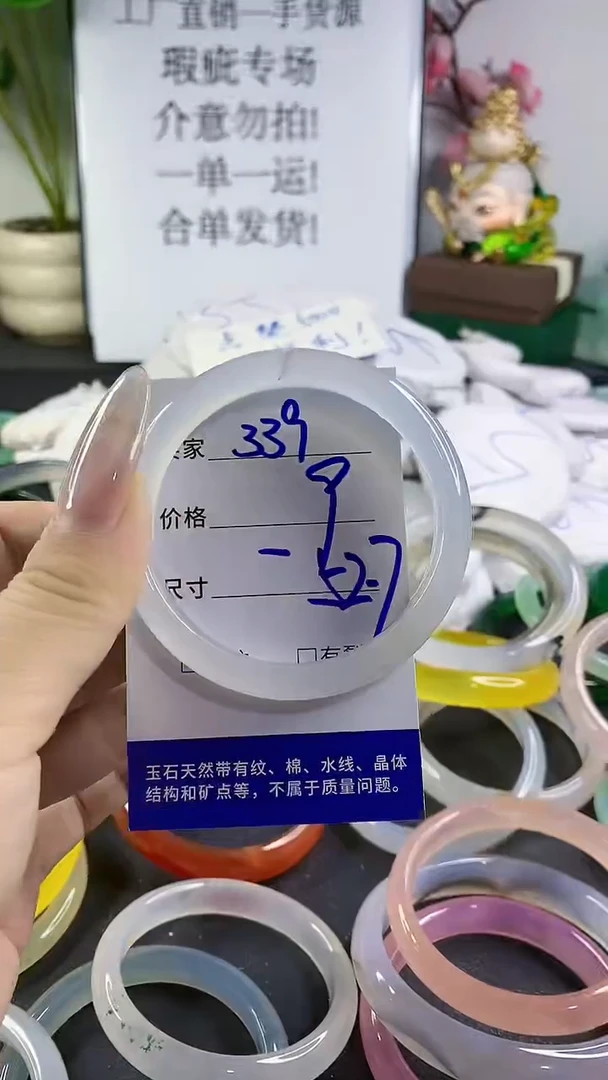 工厂直销一手货源
瑕疵专场
介意勿拍!
一单一运!
合单发货!
家 339
价格
尺寸 52.7
玉石天然带有纹、棉、水线、晶体
结构和矿点等，不属于质量问题。